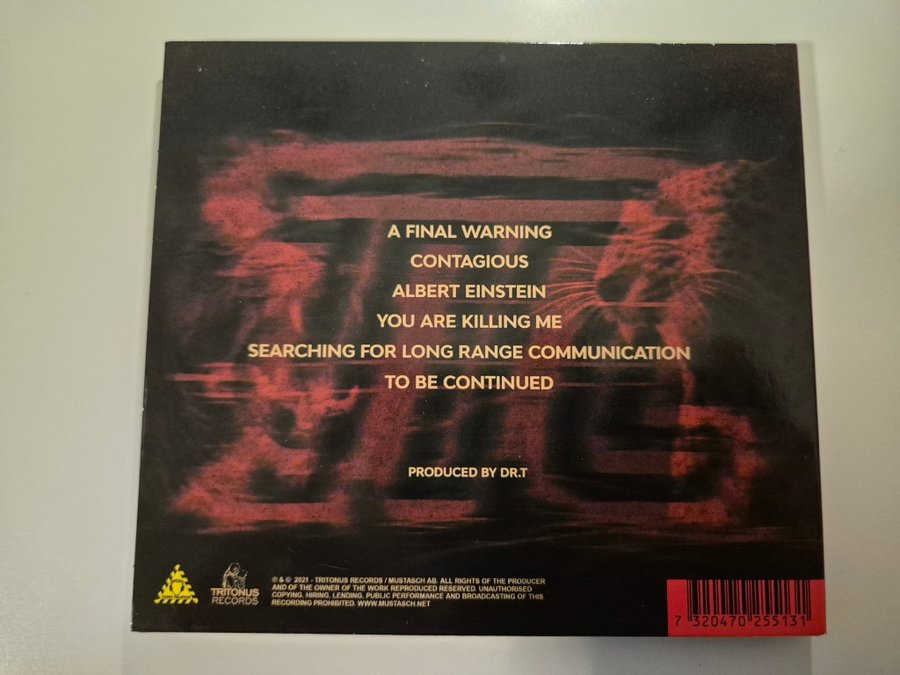 A FINAL WARNING
CONTAGIOUS
ALBERT EINSTEIN
YOU ARE KILLING ME
SEARCHING FOR LONG RANGE COMMUNICATION
TO BE CONTINUED
PRODUCED BY DR.T
TRITONUS
RECORDS
℗ & © 2021 - TRITONUS RECORDS / MUSTASCH AB. ALL RIGHTS OF THE PRODUCER
AND OF THE OWNER OF THE WORK REPRODUCED RESERVED. UNAUTHORISED
COPYING, HIRING, LENDING, PUBLIC PERFORMANCE AND BROADCASTING OF THIS
RECORDING PROHIBITED. WWW.MUSTASCH.NET
7 320470 255131